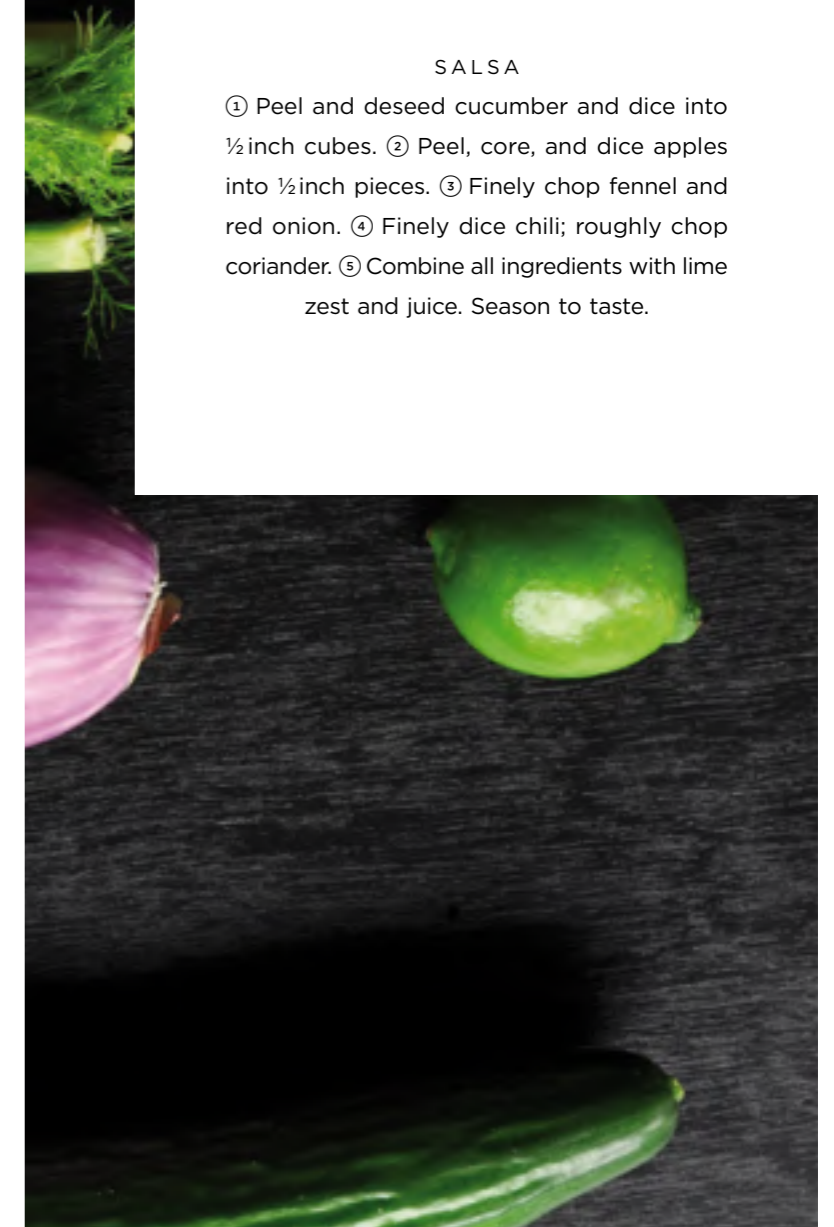 SALSA
① Peel and deseed cucumber and dice into
½ inch cubes. ② Peel, core, and dice apples
into ½ inch pieces. ③ Finely chop fennel and
red onion. ④ Finely dice chili; roughly chop
coriander. ⑤ Combine all ingredients with lime
zest and juice. Season to taste.